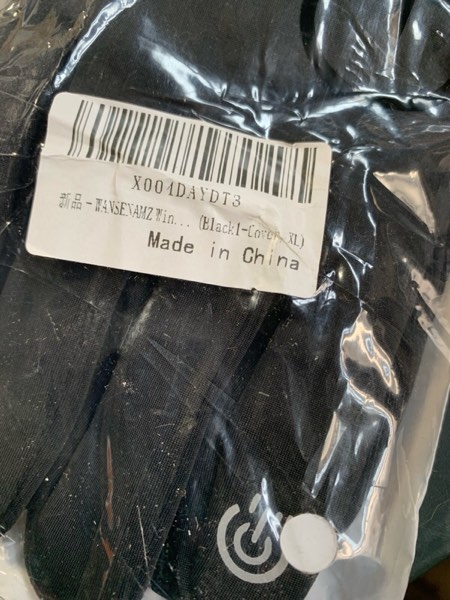 X001DAYDT3
新品 - WANSENAMZ Win... (Black1-Cover, XL)
Made in China